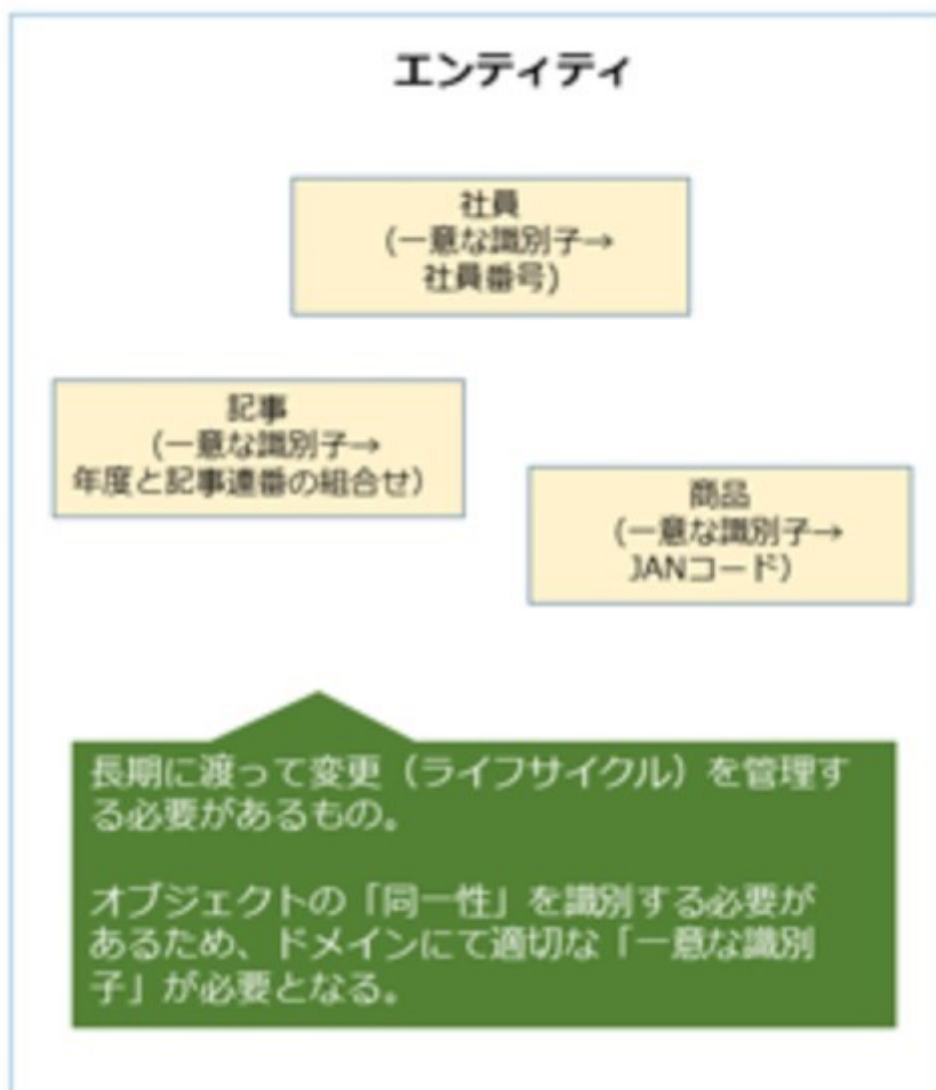 エンティティ
社員
(一意な識別子→
社員番号)
記事
(一意な識別子→
年度と記事連番の組合せ)
商品
(一意な識別子→
JANコード)
長期に渡って変更（ライフサイクル）を管理す
る必要があるもの。
オブジェクトの「同一性」を識別する必要が
あるため、ドメインにて適切な「一意な識別
子」が必要となる。